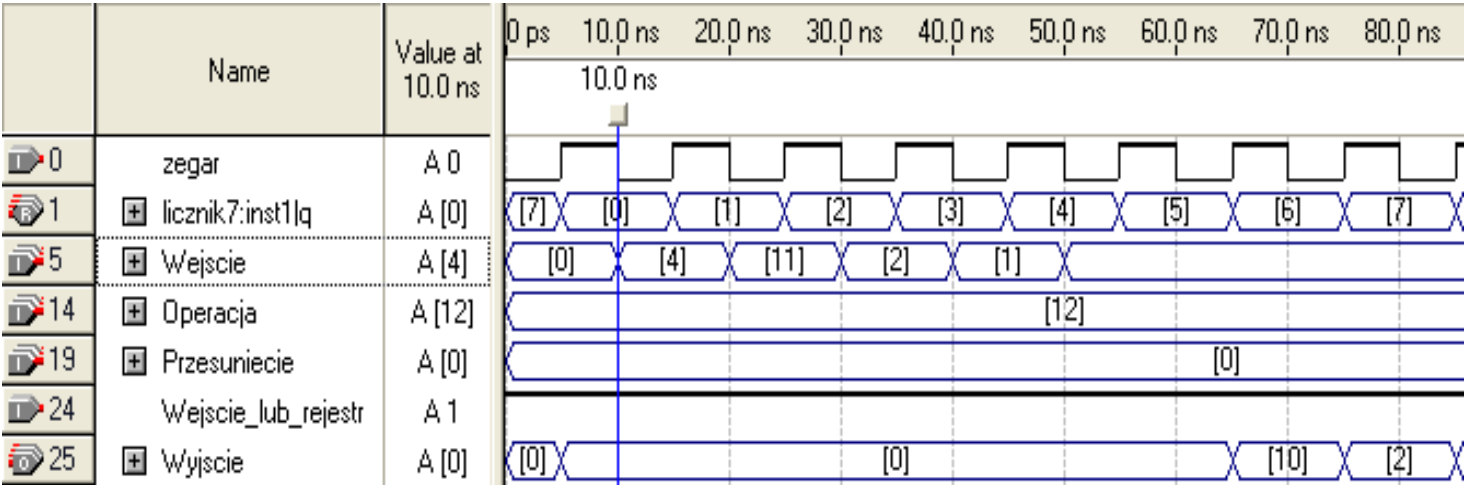 Name Value at 10.0 ns 0 ps 10.0 ns 20.0 ns 30.0 ns 40.0 ns 50.0 ns 60.0 ns 70.0 ns 80.0 ns
10.0 ns
0 zegar A 0
1 licznik7:inst1|q A [0] [7] [0] [1] [2] [3] [4] [5] [6] [7]
5 Wejscie A [4] [0] [4] [11] [2] [1]
14 Operacja A [12] [12]
19 Przesuniecie A [0] [0]
24 Wejscie_lub_rejestr A 1
25 Wyjscie A [0] [0] [0] [10] [2]